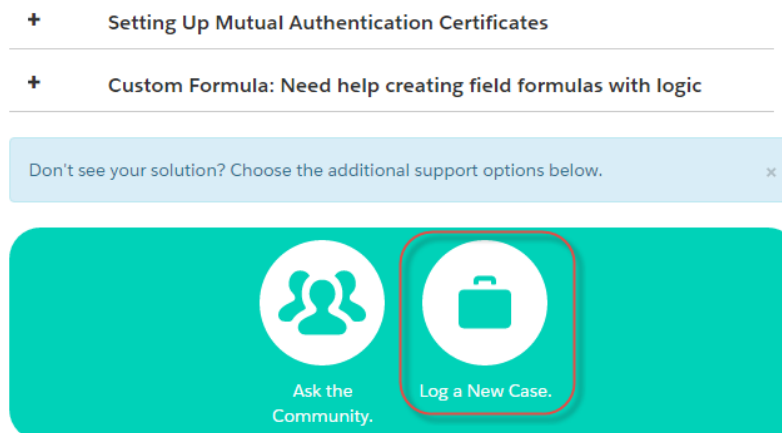 + Setting Up Mutual Authentication Certificates
+ Custom Formula: Need help creating field formulas with logic
Don't see your solution? Choose the additional support options below. ×
Ask the
Community.
Log a New Case.